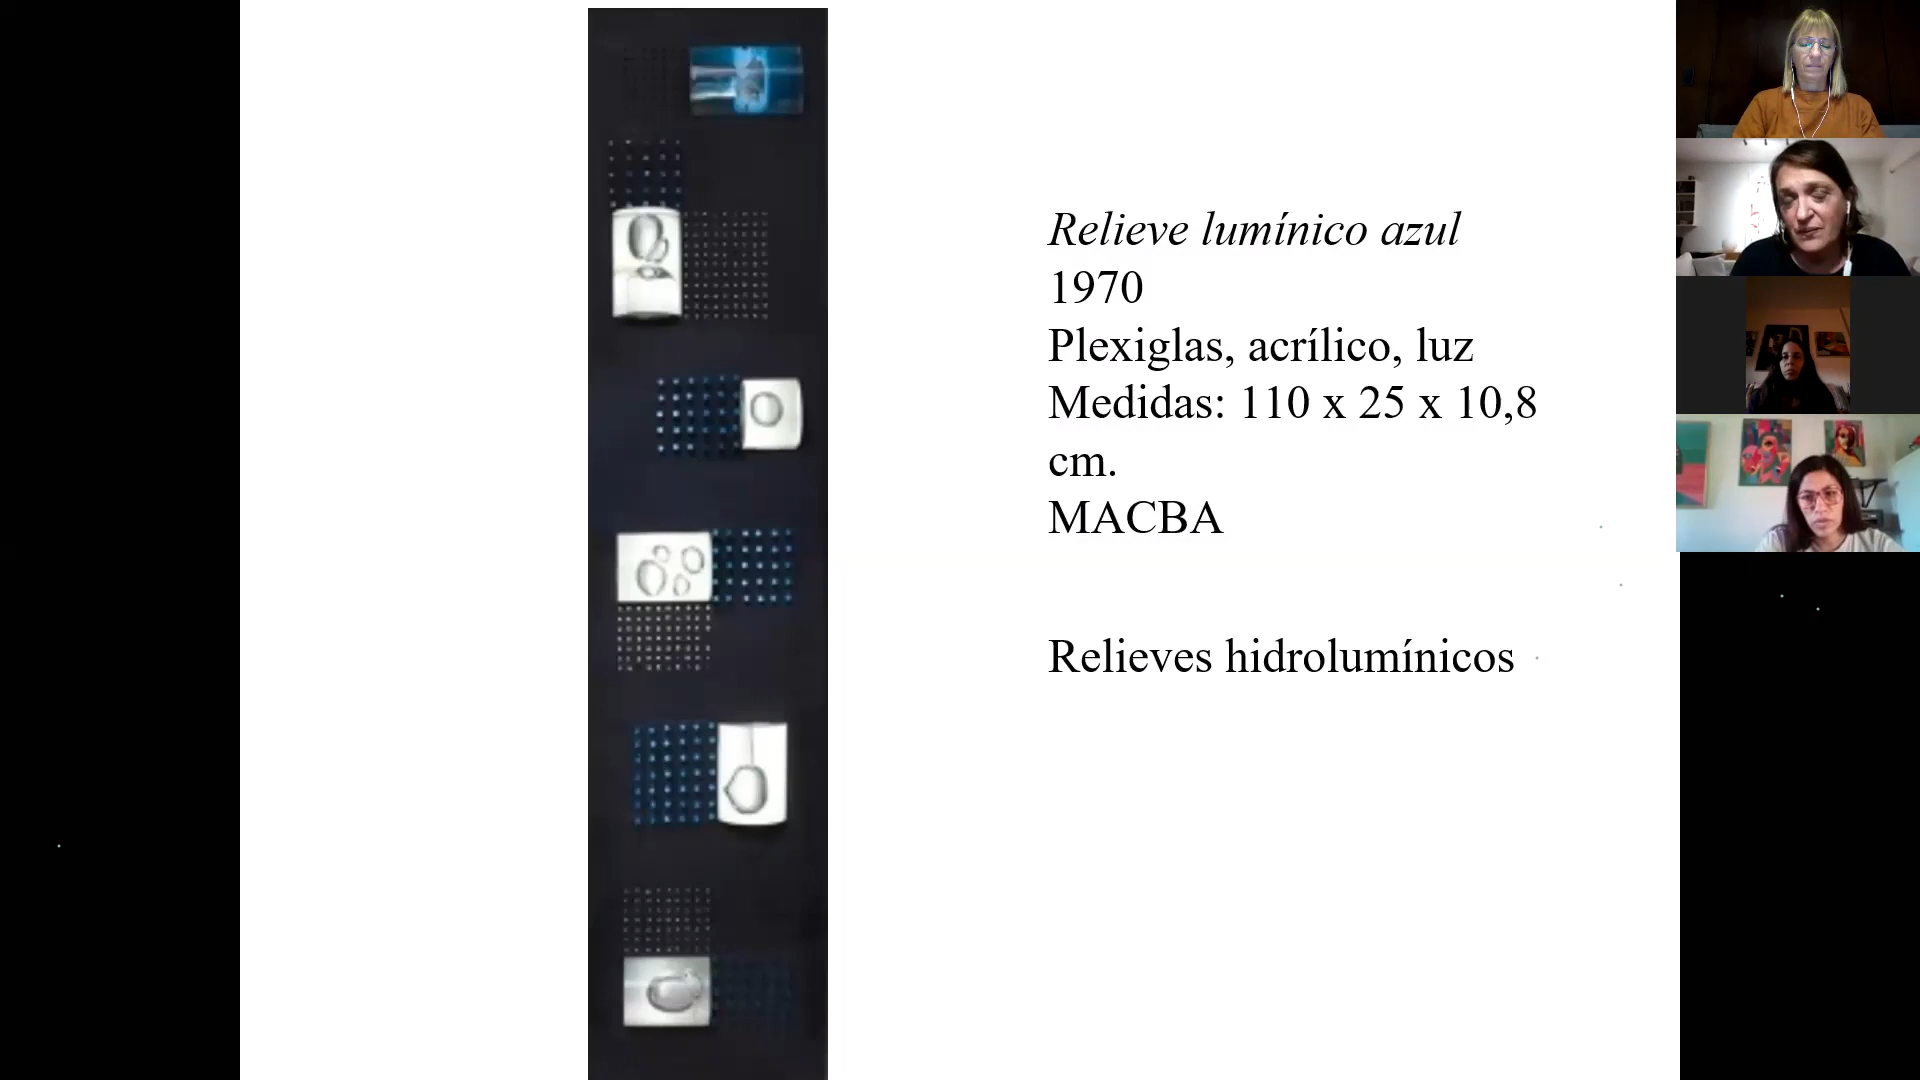 Relieve lumínico azul
1970
Plexiglas, acrílico, luz
Medidas: 110 x 25 x 10,8
cm.
MACBA
Relieves hidrolumínicos